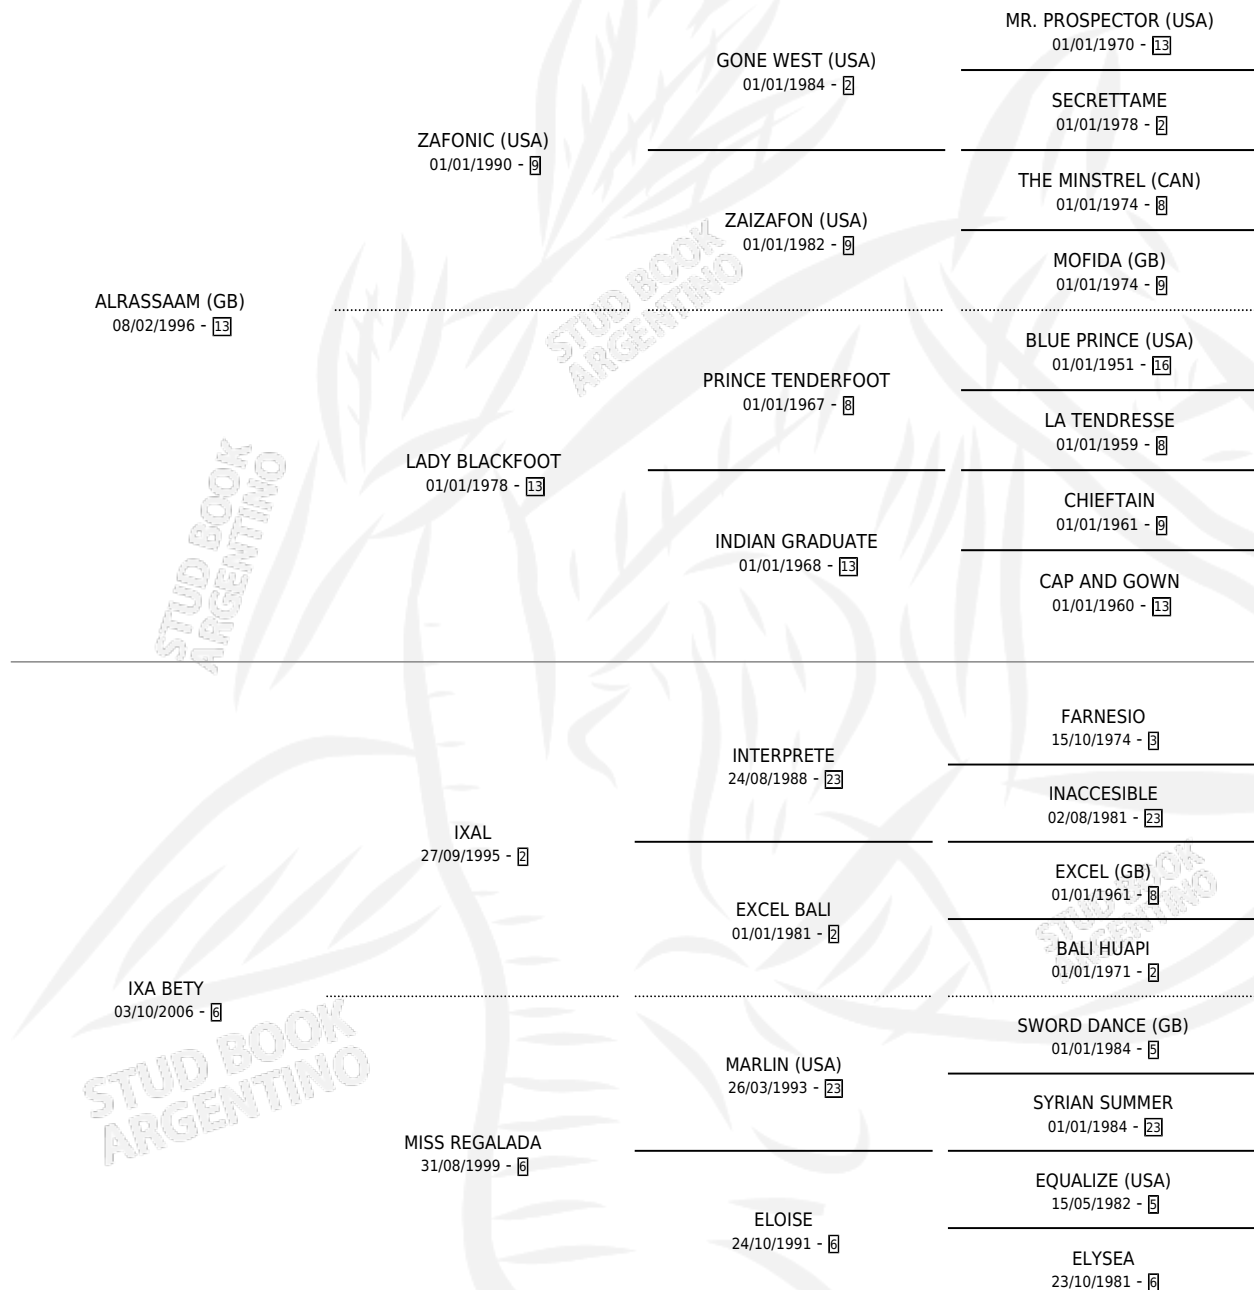 MR. PROSPECTOR (USA)
01/01/1970 - 13
GONE WEST (USA)
01/01/1984 - 2
SECRETTAME
01/01/1978 - 2
ZAFONIC (USA)
01/01/1990 - 9
THE MINSTREL (CAN)
01/01/1974 - 8
ZAIZAFON (USA)
01/01/1982 - 9
MOFIDA (GB)
01/01/1974 - 9
ALRASSAAM (GB)
08/02/1996 - 13
STUD BOOK
ARGENTINO
BLUE PRINCE (USA)
01/01/1951 - 16
PRINCE TENDERFOOT
01/01/1967 - 8
LA TENDRESSE
01/01/1959 - 8
LADY BLACKFOOT
01/01/1978 - 13
CHIEFTAIN
01/01/1961 - 9
INDIAN GRADUATE
01/01/1968 - 13
CAP AND GOWN
01/01/1960 - 13
STUD BOOK
ARGENTINO
FARNESIO
15/10/1974 - 3
INTERPRETE
24/08/1988 - 23
INACCESIBLE
02/08/1981 - 23
IXAL
27/09/1995 - 2
EXCEL (GB)
01/01/1961 - 8
EXCEL BALI
01/01/1981 - 2
BALI HUAPI
01/01/1971 - 2
STUD BOOK
ARGENTINO
IXA BETY
03/10/2006 - 6
SWORD DANCE (GB)
01/01/1984 - 5
MARLIN (USA)
26/03/1993 - 23
SYRIAN SUMMER
01/01/1984 - 23
STUD BOOK
ARGENTINO
MISS REGALADA
31/08/1999 - 6
EQUALIZE (USA)
15/05/1982 - 5
ELOISE
24/10/1991 - 6
ELYSEA
23/10/1981 - 6